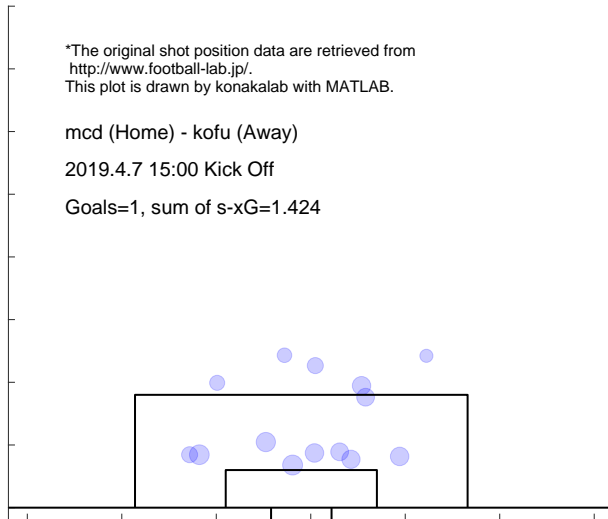 *The original shot position data are retrieved from
http://www.football-lab.jp/.
This plot is drawn by konakalab with MATLAB.
mcd (Home) - kofu (Away)
2019.4.7 15:00 Kick Off
Goals=1, sum of s-xG=1.424